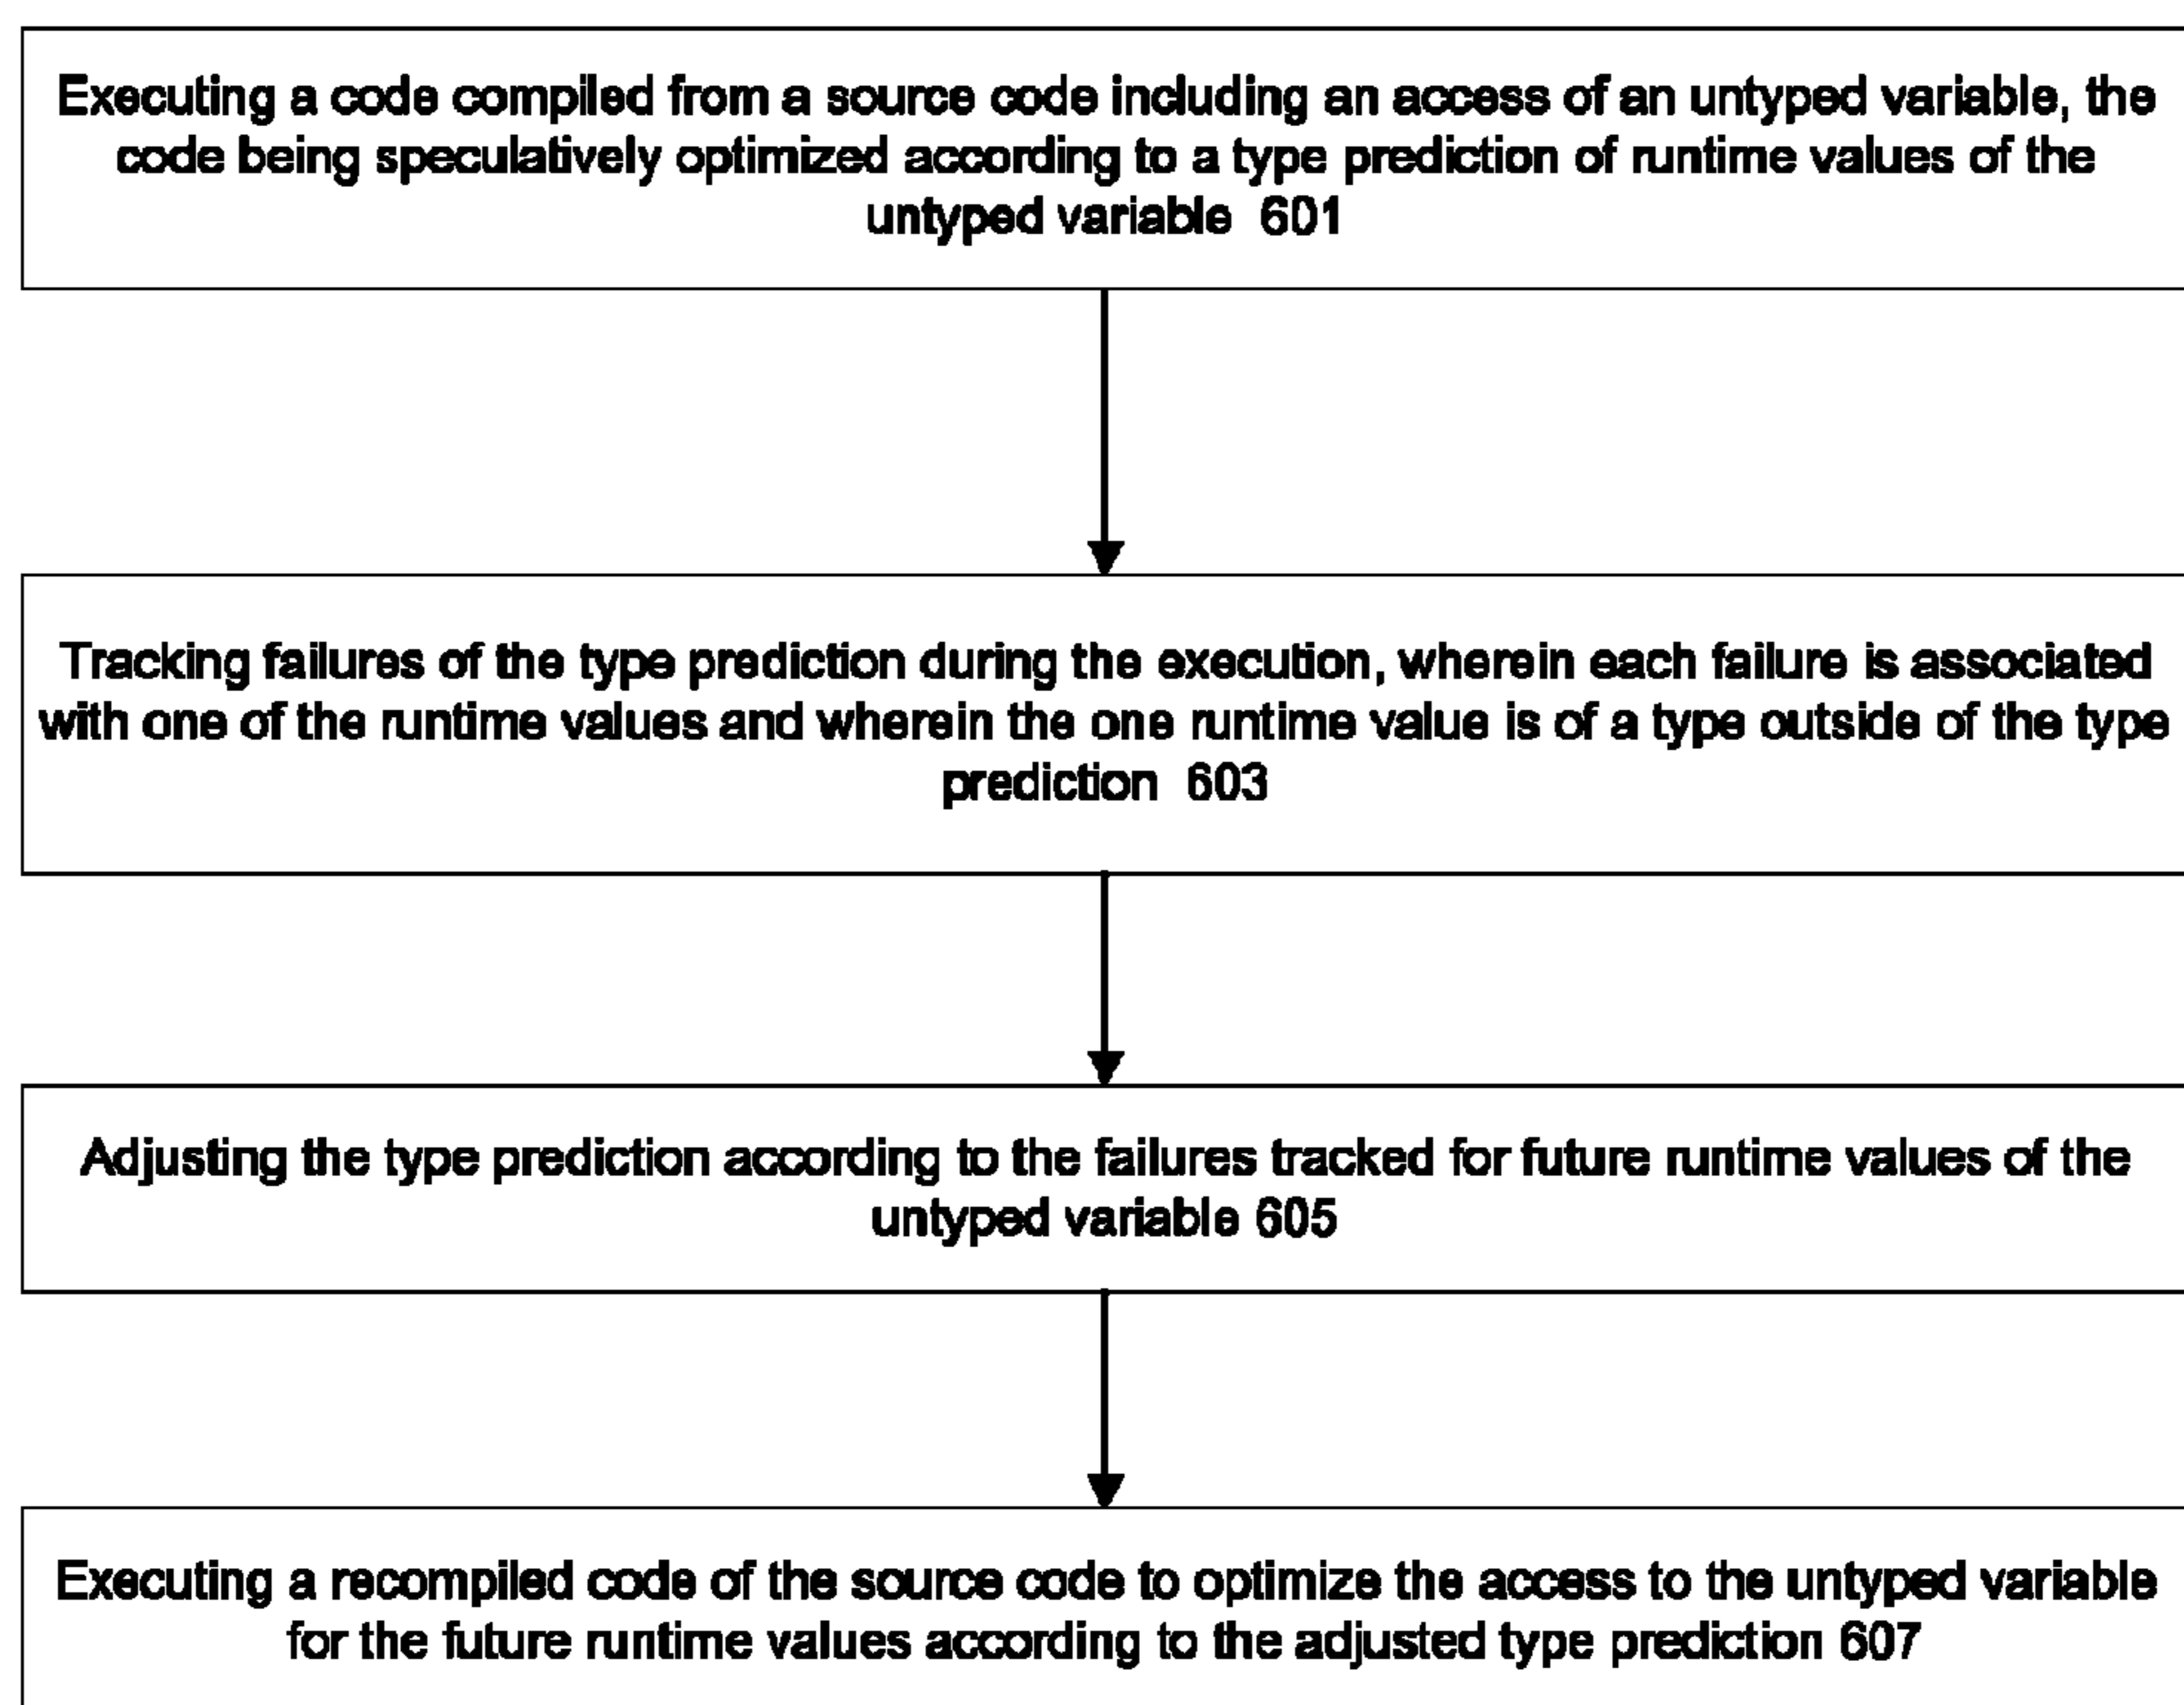 Executing a code compiled from a source code including an access of an untyped variable, the
code being speculatively optimized according to a type prediction of runtime values of the
untyped variable 601
Tracking failures of the type prediction during the execution, wherein each failure is associated
with one of the runtime values and wherein the one runtime value is of a type outside of the type
prediction 603
Adjusting the type prediction according to the failures tracked for future runtime values of the
untyped variable 605
Executing a recompiled code of the source code to optimize the access to the untyped variable
for the future runtime values according to the adjusted type prediction 607